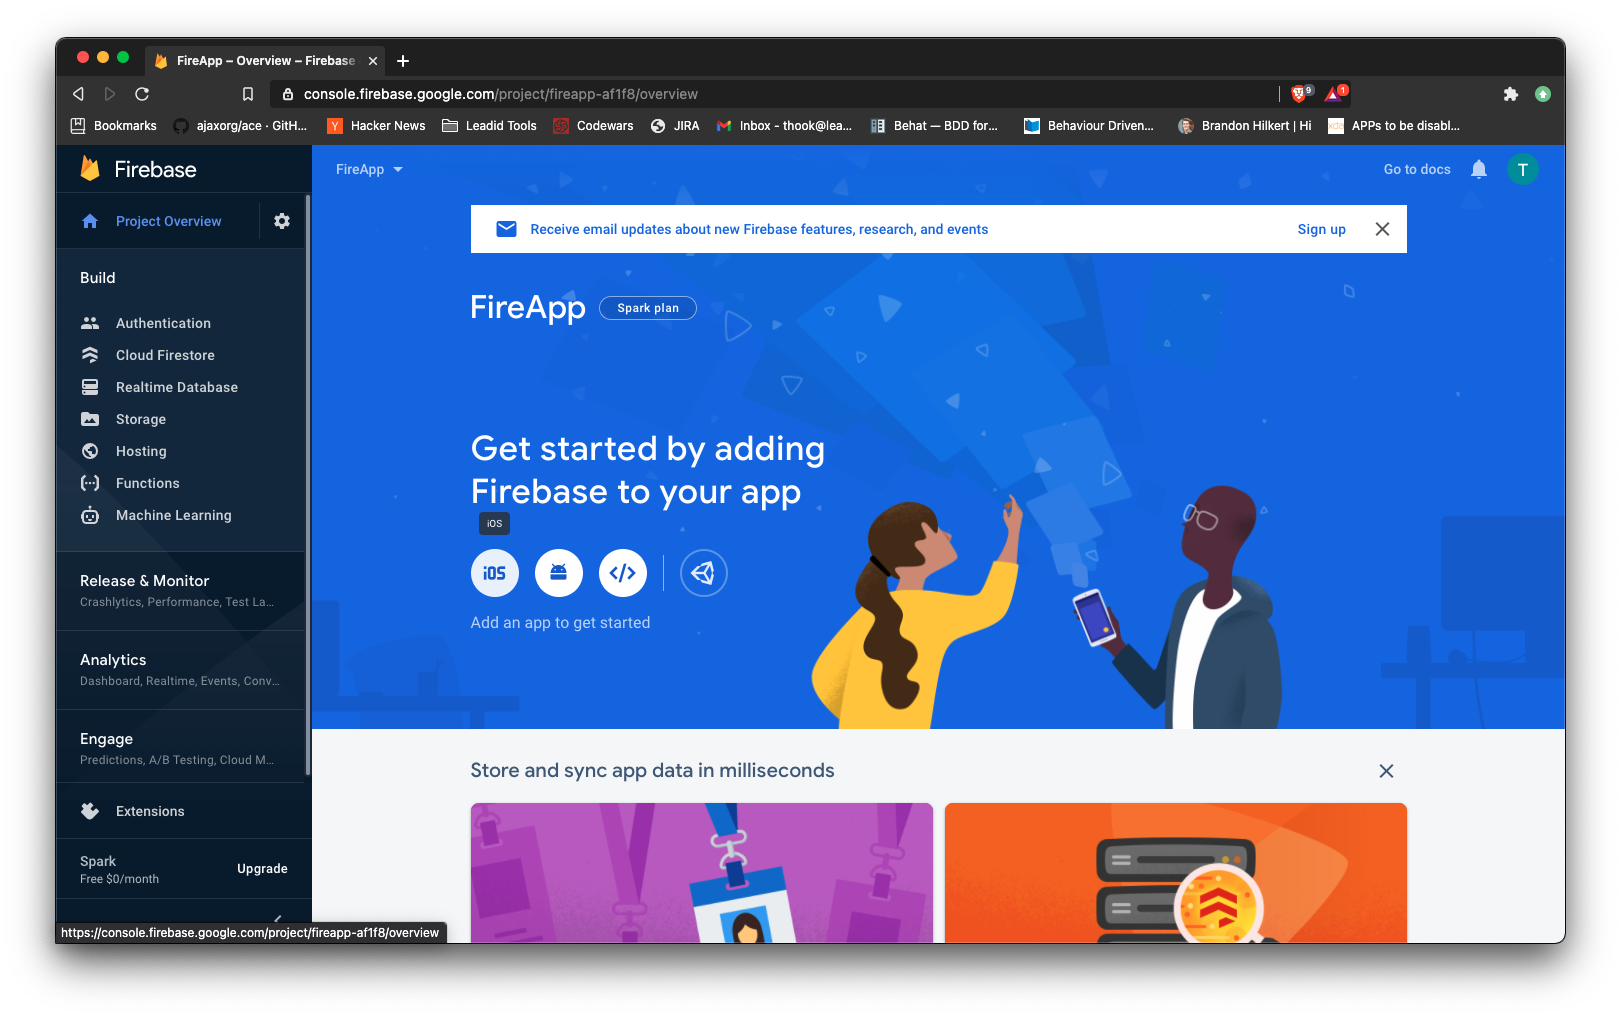 FireApp – Overview – Firebase
console.firebase.google.com/project/fireapp-af1f8/overview
9
1
Bookmarks
ajaxorg/ace · GitH...
Y
Hacker News
Leadid Tools
Codewars
JIRA
Inbox - thook@lea...
Behat — BDD for...
Behaviour Driven...
Brandon Hilkert | Hi
xda
APPs to be disabl...
Firebase
FireApp
Go to docs
T
Project Overview
Receive email updates about new Firebase features, research, and events
Sign up
Build
Authentication
Cloud Firestore
Realtime Database
Storage
Hosting
Functions
Machine Learning
Release & Monitor
Crashlytics, Performance, Test La...
Analytics
Dashboard, Realtime, Events, Conv...
Engage
Predictions, A/B Testing, Cloud M...
Extensions
Spark
Free $0/month
Upgrade
FireApp
Spark plan
Get started by adding
Firebase to your app
iOS
iOS
Add an app to get started
Store and sync app data in milliseconds
https://console.firebase.google.com/project/fireapp-af1f8/overview